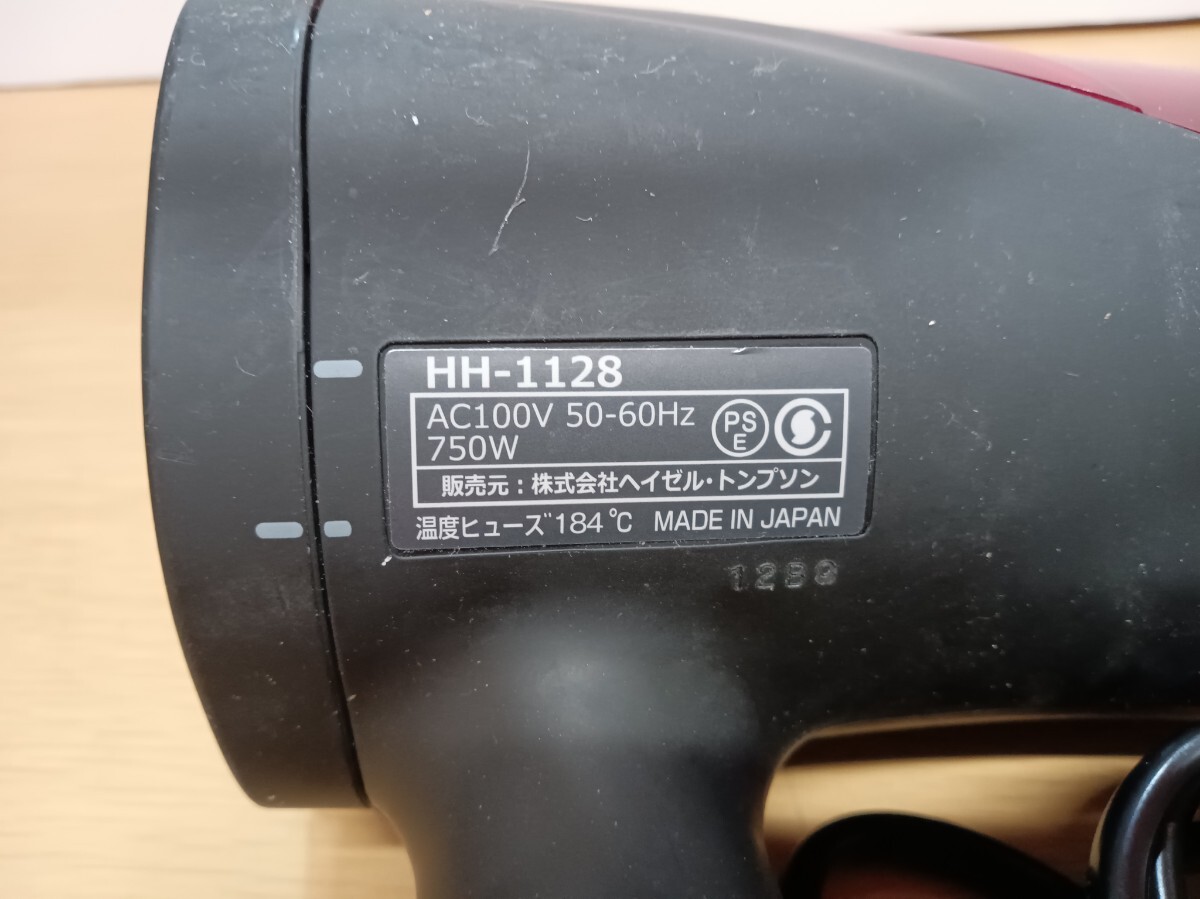 HH-1128
AC100V 50-60Hz
750W
PS
E
販売元：株式会社ヘイゼル・トンプソン
温度ヒューズ184℃ MADE IN JAPAN